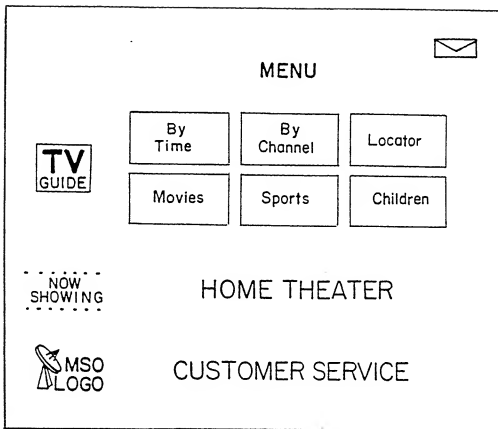 MENU
By
Time
By
Channel
Locator
TV
GUIDE
Movies
Sports
Children
NOW
SHOWING
HOME THEATER
MSO
LOGO
CUSTOMER SERVICE